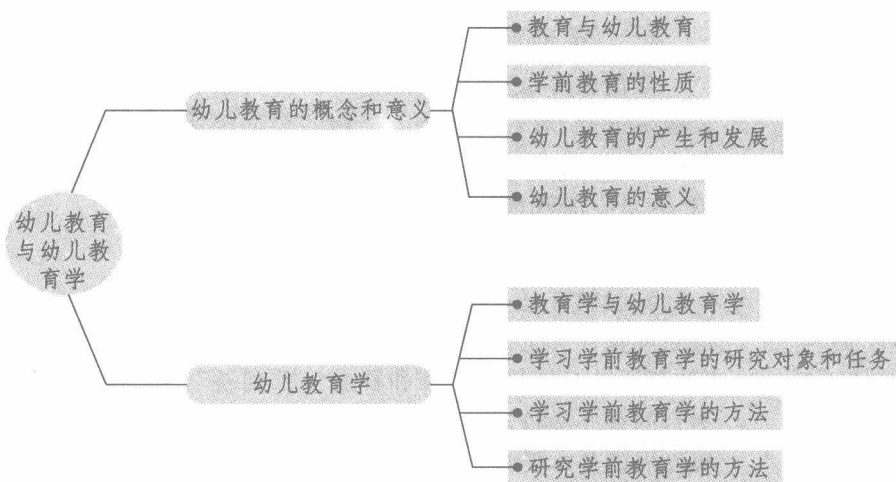 幼儿教育
与幼儿教
育学
幼儿教育的概念和意义
教育与幼儿教育
学前教育的性质
幼儿教育的产生和发展
幼儿教育的意义
幼儿教育学
教育学与幼儿教育学
学习学前教育学的研究对象和任务
学习学前教育学的方法
研究学前教育学的方法